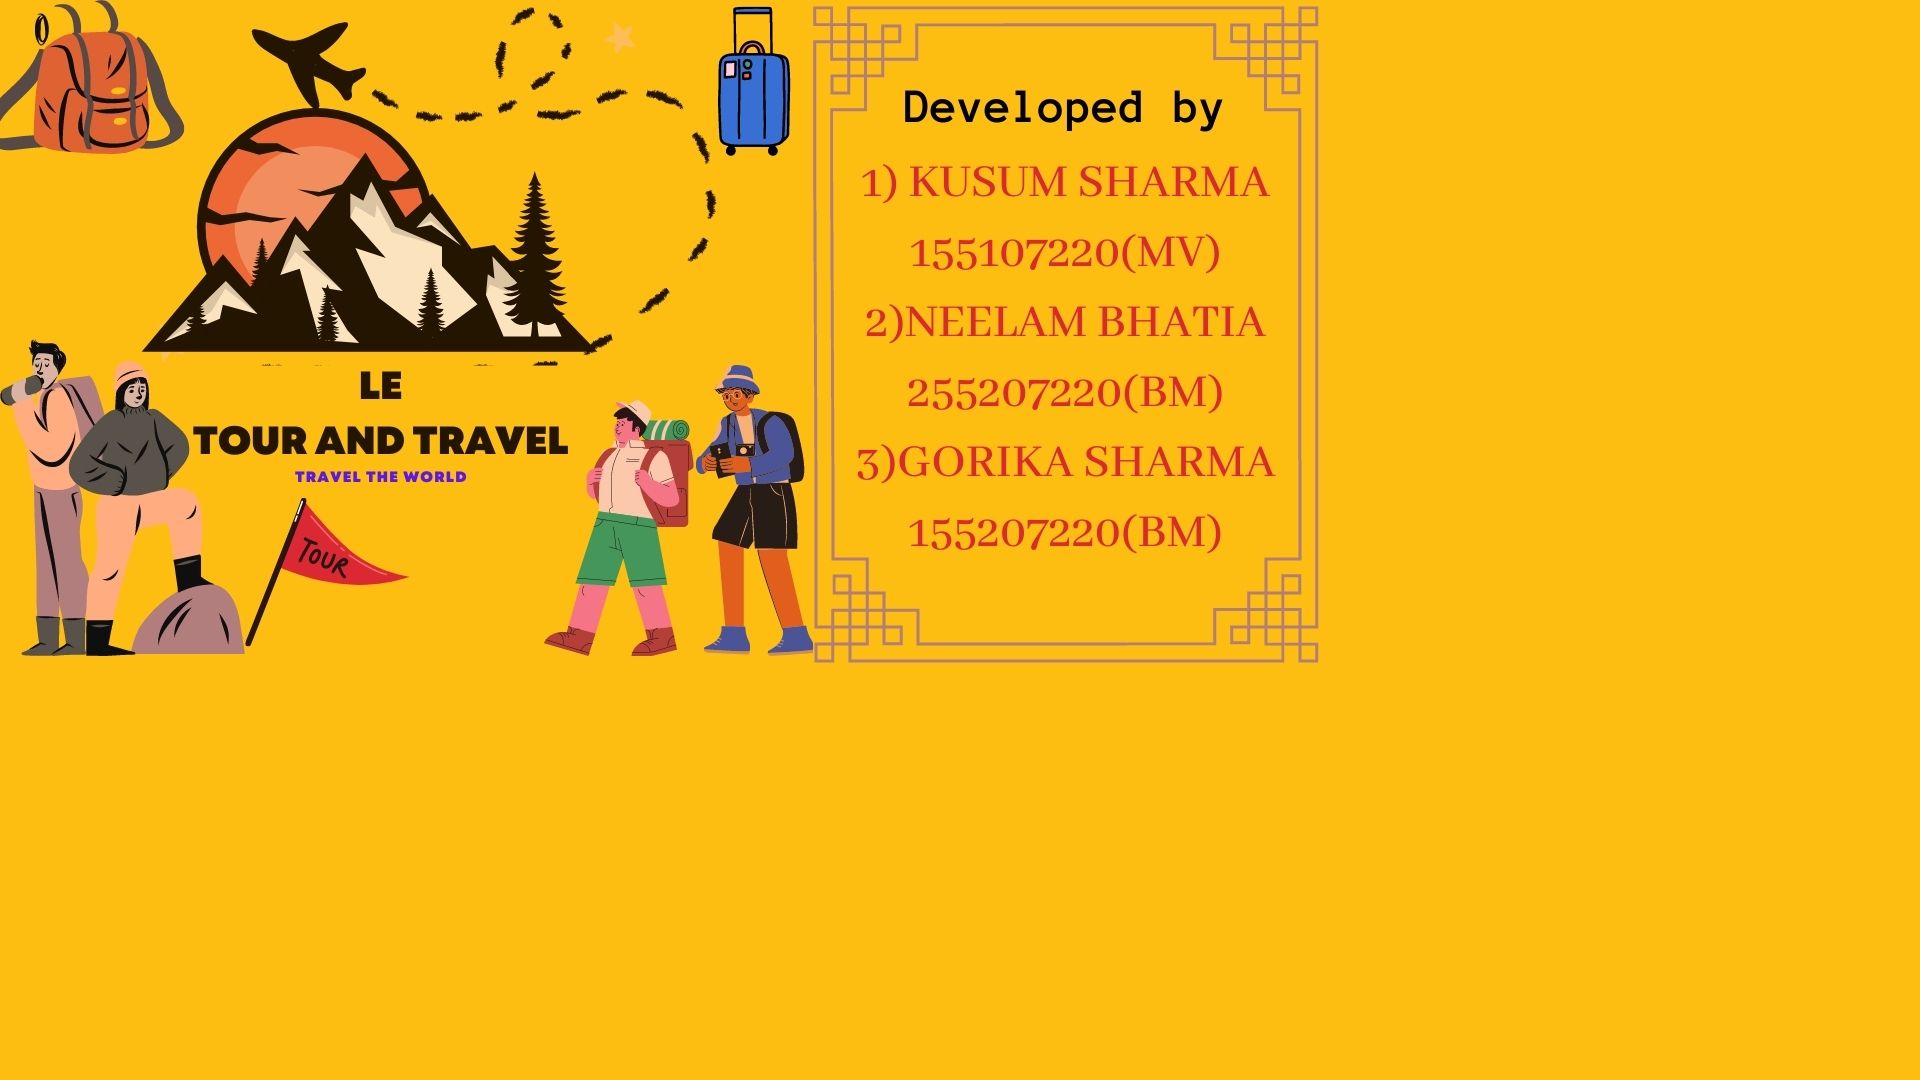 LE
TOUR AND TRAVEL
TRAVEL THE WORLD
TOUR
Developed by
1) KUSUM SHARMA
155107220(MV)
2)NEELAM BHATIA
255207220(BM)
3)GORIKA SHARMA
155207220(BM)